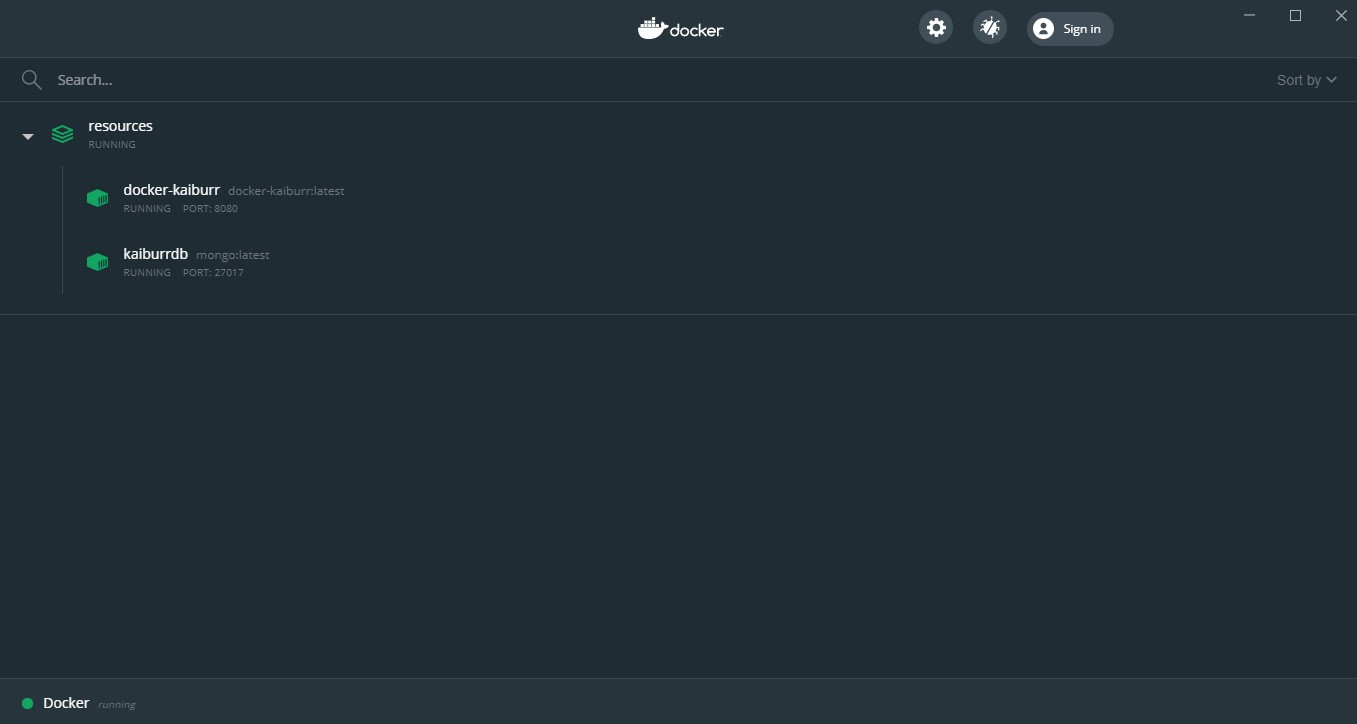 docker
Sign in
Search...
Sort by
resources
RUNNING
docker-kaiburr docker-kaiburr:latest
RUNNING PORT: 8080
kaiburrdb mongo:latest
RUNNING PORT: 27017
Docker running